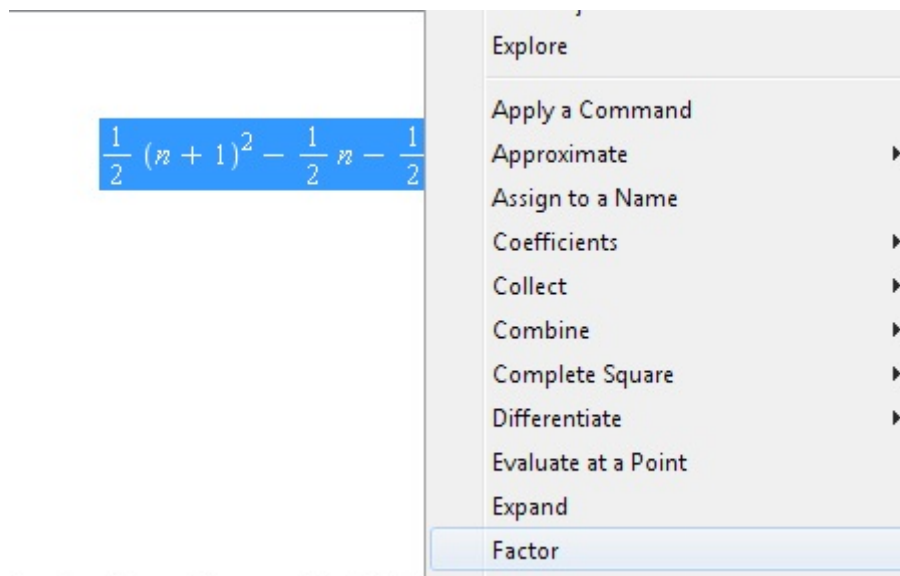 Explore
1/2 (n + 1)² − 1/2 n − 1/2
Apply a Command
Approximate
Assign to a Name
Coefficients
Collect
Combine
Complete Square
Differentiate
Evaluate at a Point
Expand
Factor